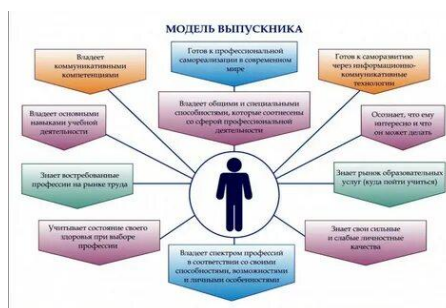 МОДЕЛЬ ВЫПУСКНИКА
Владеет
коммуникативными
компетенциями
Готов к профессиональной
самореализации в современном
мире
Готов к саморазвитию
через информационно-
коммуникативные
технологии
Владеет основными
навыками учебной
деятельности
Владеет общими и специальными
способностями, которые соотнесены
со сферой профессиональной
деятельности
Осознает, что ему
интересно и что
он может делать
Знает востребованные
профессии на рынке труда
Знает рынок образовательных
услуг (куда пойти учиться)
Учитывает состояние своего
здоровья при выборе
профессии
Владеет спектром профессий
в соответствии со своими
способностями, возможностями
и личными особенностями
Знает свои сильные
и слабые личностные
качества